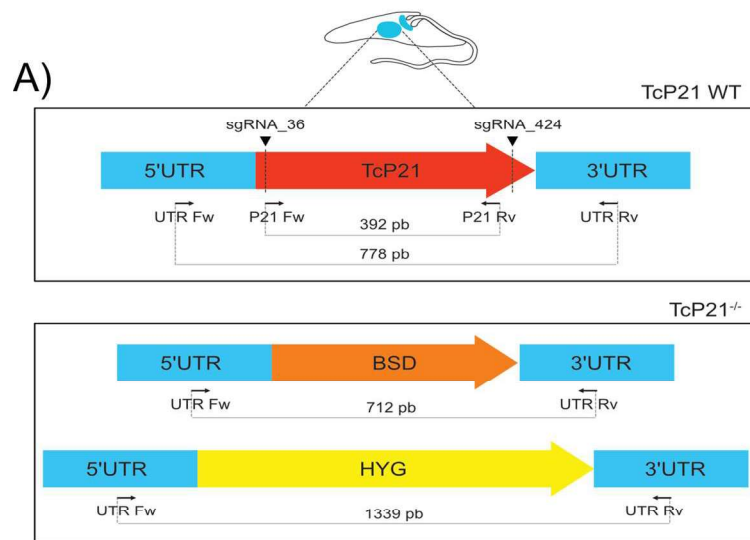 A)
TcP21 WT
sgRNA_36 sgRNA_424
5'UTR TcP21 3'UTR
UTR Fw P21 Fw P21 Rv UTR Rv
392 pb
778 pb
TcP21-/-
5'UTR BSD 3'UTR
UTR Fw UTR Rv
712 pb
5'UTR HYG 3'UTR
UTR Fw UTR Rv
1339 pb